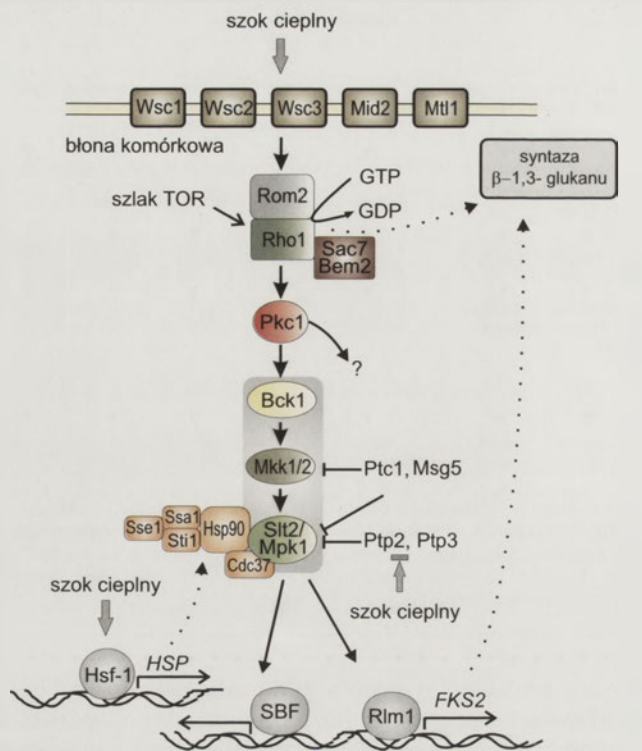 szok cieplny
Wsc1 Wsc2 Wsc3 Mid2 Mtl1
błona komórkowa
syntaza
β–1,3- glukanu
GTP
Rom2
szlak TOR
GDP
Rho1
Sac7
Bem2
Pkc1
?
Bck1
Mkk1/2
Ptc1, Msg5
Ssa1
Sse1
Hsp90
Sti1
Slt2/
Mpk1
Ptp2, Ptp3
Cdc37
szok cieplny
szok cieplny
Hsf-1
HSP
SBF
Rlm1
FKS2